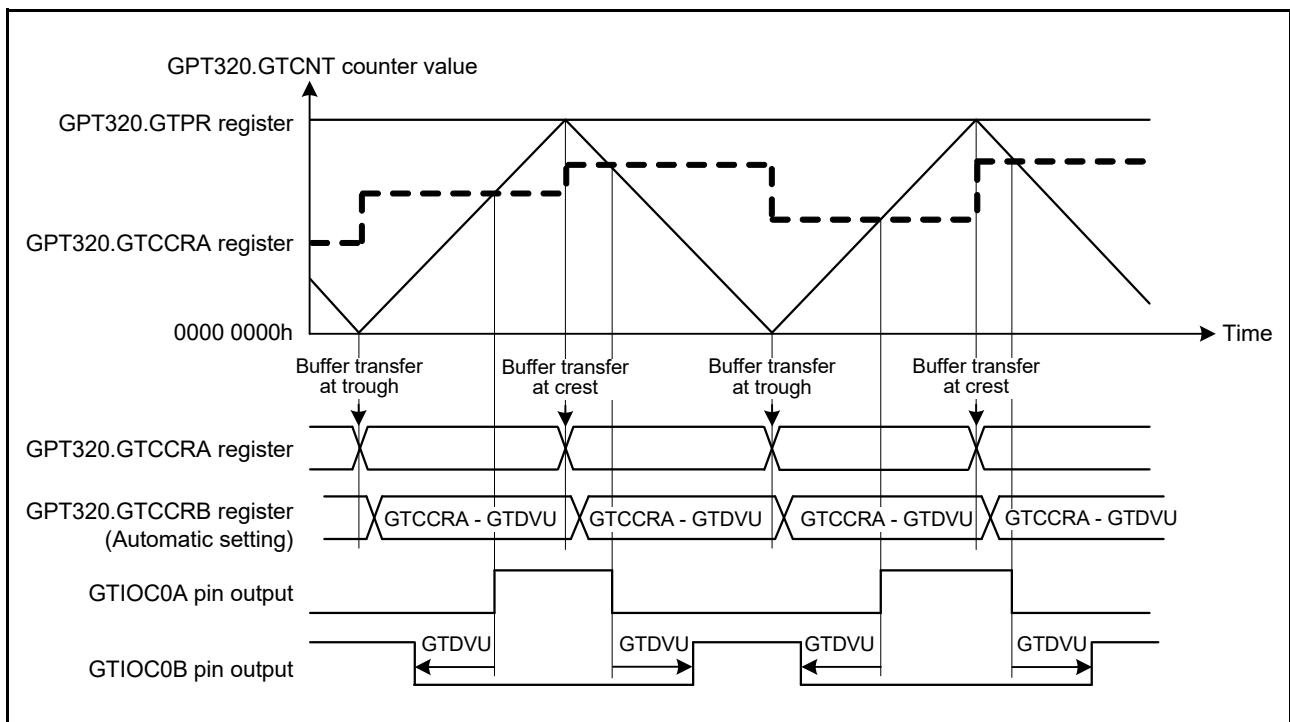 GPT320.GTCNT counter value
GPT320.GTPR register
GPT320.GTCCRA register
0000 0000h
Time
Buffer transfer
at trough
Buffer transfer
at crest
Buffer transfer
at trough
Buffer transfer
at crest
GPT320.GTCCRA register
GPT320.GTCCRB register
(Automatic setting)
GTCCRA - GTDVU
GTCCRA - GTDVU
GTCCRA - GTDVU
GTCCRA - GTDVU
GTIOC0A pin output
GTIOC0B pin output
GTDVU
GTDVU
GTDVU
GTDVU